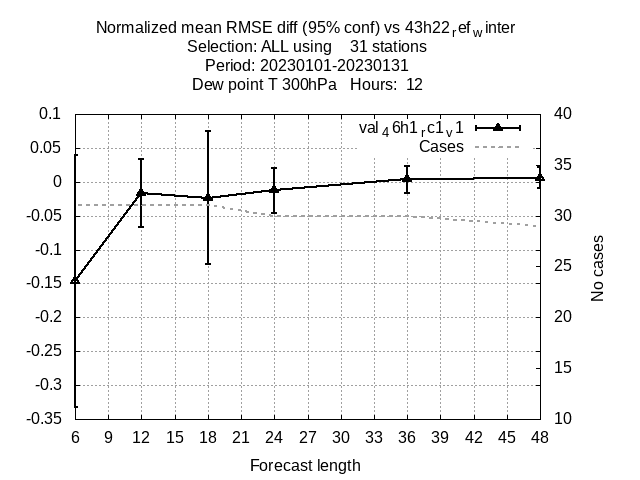 Normalized mean RMSE diff (95% conf) vs 43h22refwinter
Selection: ALL using 31 stations
Period: 20230101-20230131
Dew point T 300hPa Hours: 12
0.1 40
val46h1rc1v1
Cases
0.05 35
0
-0.05 30
-0.1
-0.15 25
-0.2 20
-0.25
-0.3 15
-0.35 10
No cases
6 9 12 15 18 21 24 27 30 33 36 39 42 45 48
Forecast length